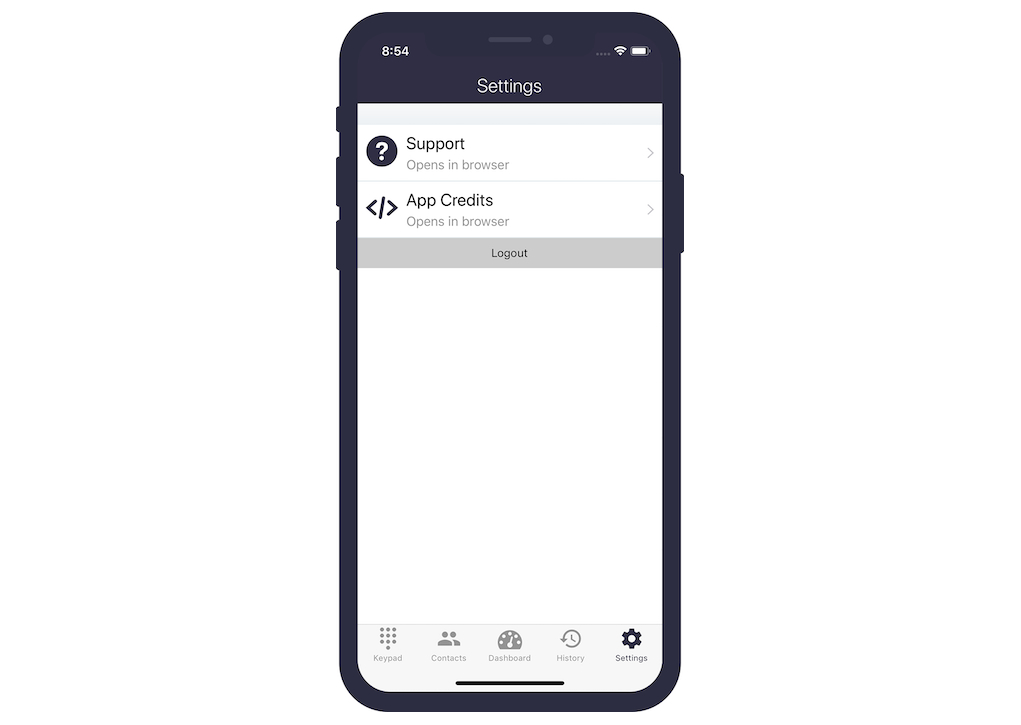 8:54
Settings
Support
Opens in browser
App Credits
Opens in browser
Logout
Keypad
Contacts
Dashboard
History
Settings